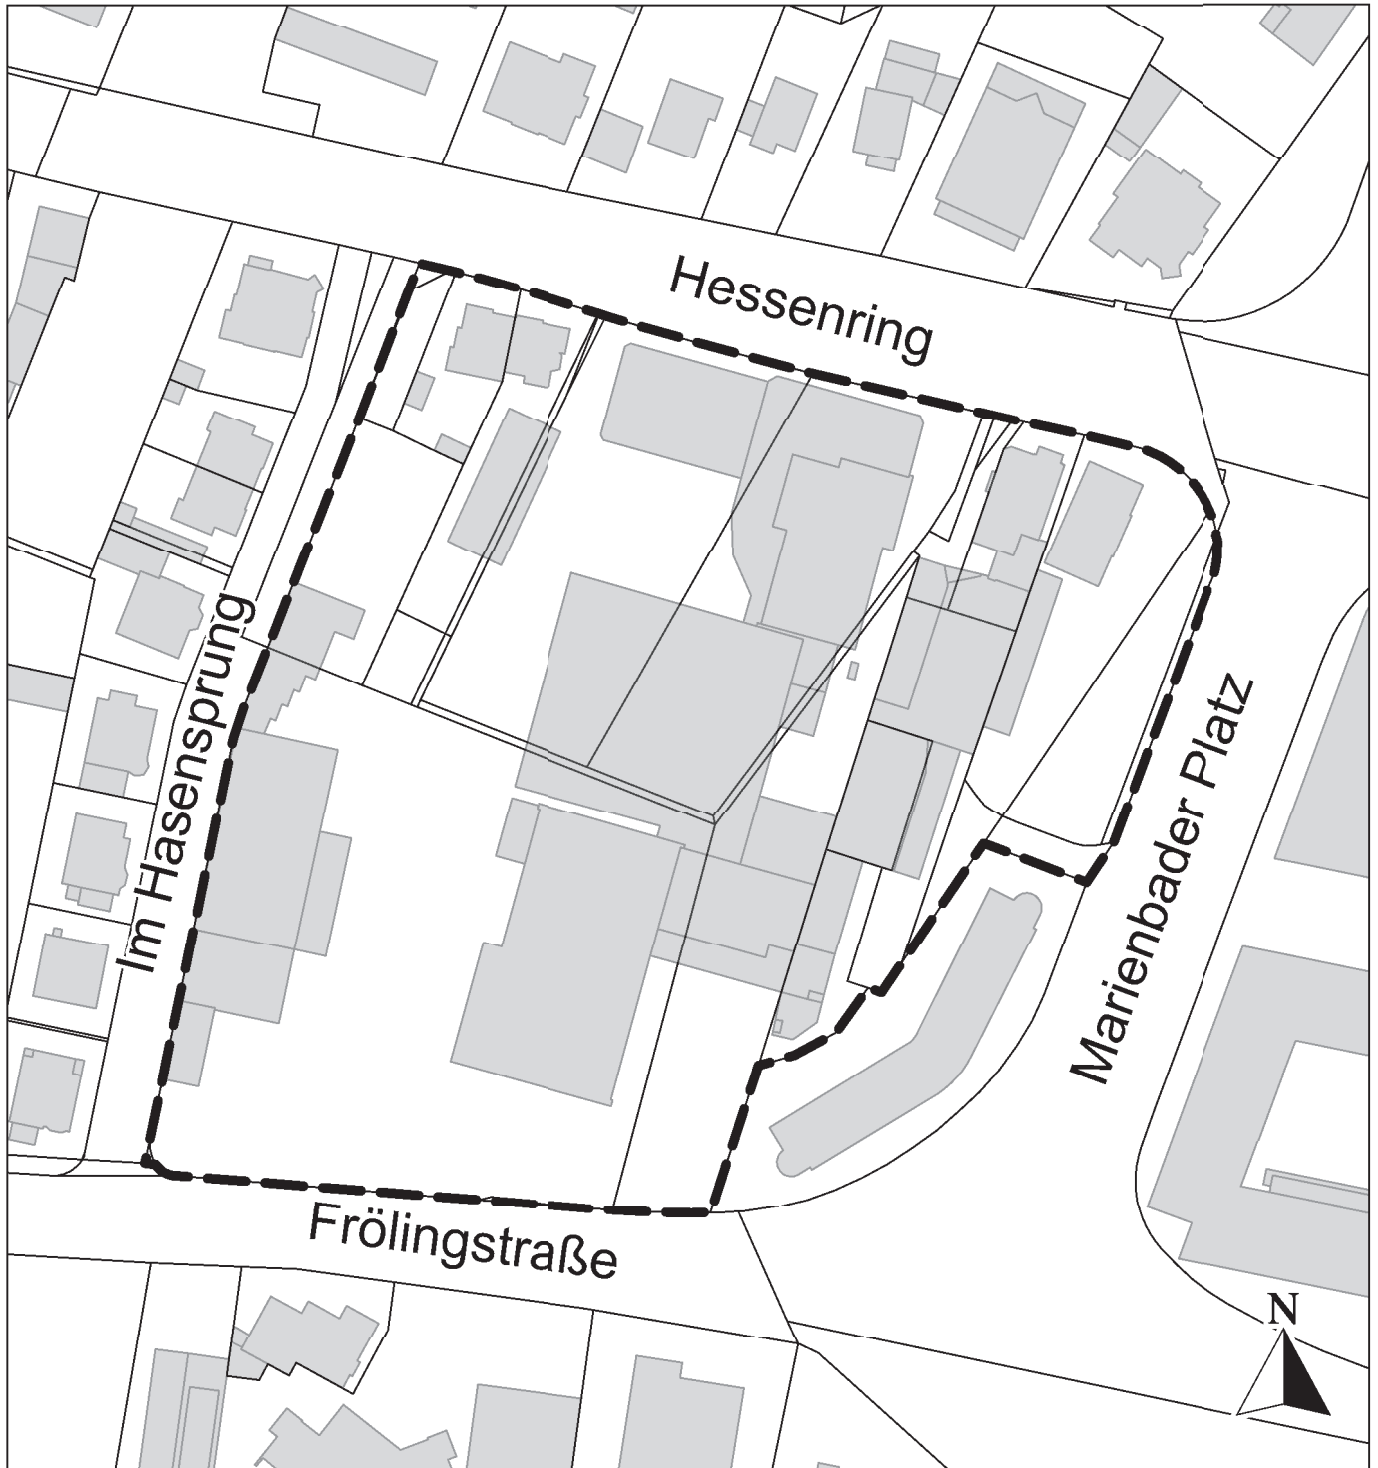 Hessenring
Im Hasensprung
Marienbader Platz
Frölingstraße
N